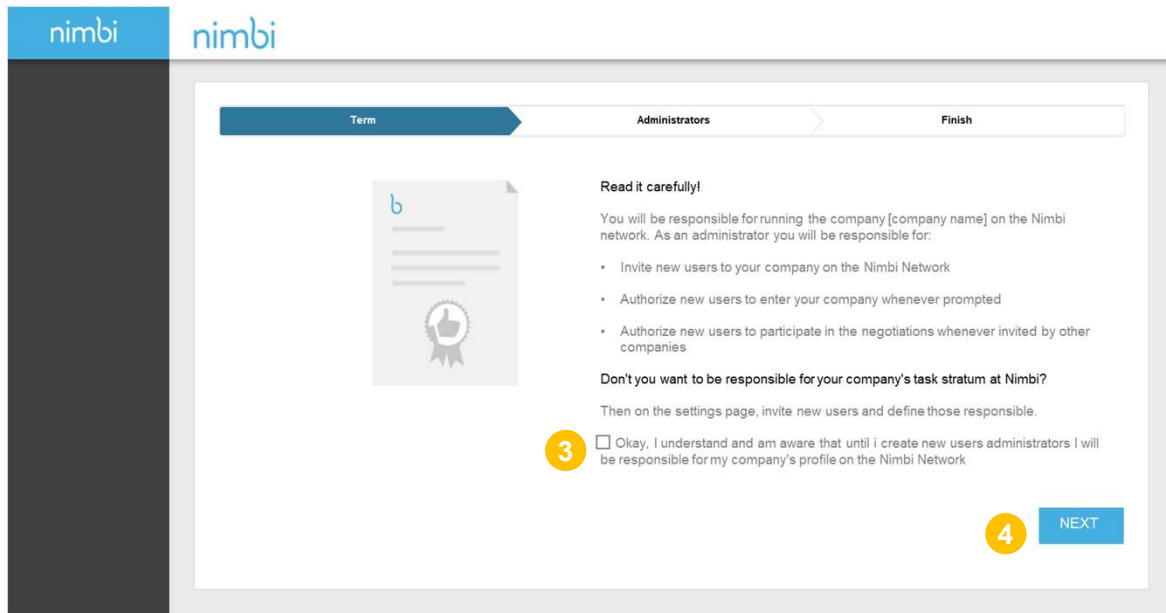 nimbi
nimbi
Term
Administrators
Finish
b
Read it carefully!
You will be responsible for running the company [company name] on the Nimbi
network. As an administrator you will be responsible for:
• Invite new users to your company on the Nimbi Network
• Authorize new users to enter your company whenever prompted
• Authorize new users to participate in the negotiations whenever invited by other
companies
Don't you want to be responsible for your company's task stratum at Nimbi?
Then on the settings page, invite new users and define those responsible.
3
Okay, I understand and am aware that until i create new users administrators I will
be responsible for my company's profile on the Nimbi Network
4
NEXT